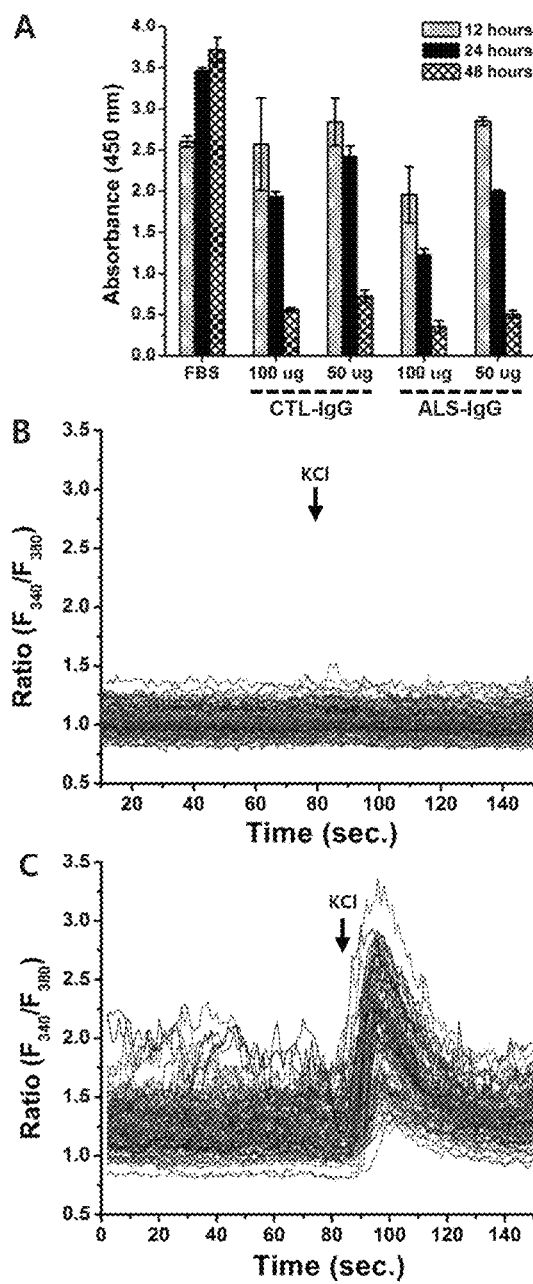 A
12 hours
24 hours
48 hours
Absorbance (450 nm)
4.0
3.5
3.0
2.5
2.0
1.5
1.0
0.5
0.0
FBS
100 ug
50 ug
100 ug
50 ug
CTL-IgG
ALS-IgG
B
KCl
Ratio (F340/F380)
3.5
3.0
2.5
2.0
1.5
1.0
0.5
20
40
60
80
100
120
140
Time (sec.)
C
KCl
Ratio (F340/F380)
3.5
3.0
2.5
2.0
1.5
1.0
0.5
0
20
40
60
80
100
120
140
Time (sec.)